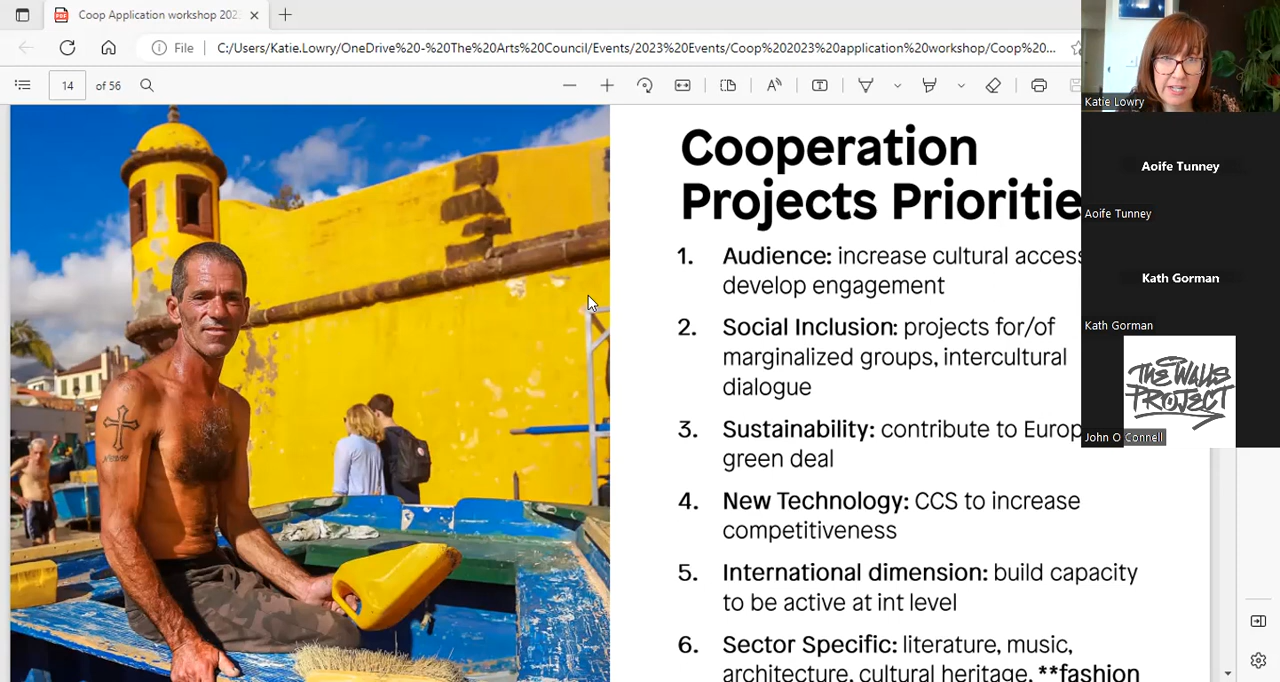 Coop Application workshop 202
File
C:/Users/Katie.Lowry/OneDrive%20-%20The%20Arts%20Council/Events/2023%20Events/Coop%202023%20application%20workshop/Coop%20...
14 of 56
Cooperation
Projects Prioritie
1. Audience: increase cultural access
develop engagement
2. Social Inclusion: projects for/of
marginalized groups, intercultural
dialogue
3. Sustainability: contribute to Europ
green deal
4. New Technology: CCS to increase
competitiveness
5. International dimension: build capacity
to be active at int level
6. Sector Specific: literature, music,
architecture, cultural heritage, **fashion
Katie Lowry
Aoife Tunney
Aoife Tunney
Kath Gorman
Kath Gorman
THE WALLS
PROJECT
John O Connell